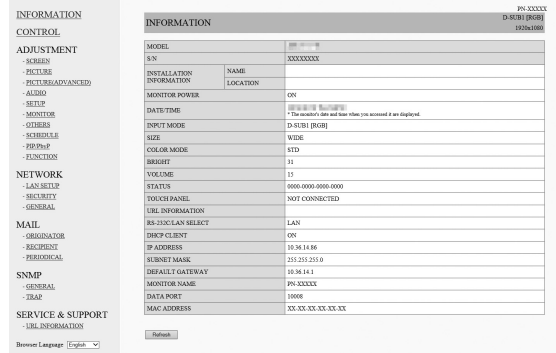 INFORMATION
CONTROL
ADJUSTMENT
- SCREEN
- PICTURE
- PICTURE(ADVANCED)
- AUDIO
- SETUP
- MONITOR
- OTHERS
- SCHEDULE
- PIP/PbyP
- FUNCTION
NETWORK
- LAN SETUP
- SECURITY
- GENERAL
MAIL
- ORIGINATOR
- RECIPIENT
- PERIODICAL
SNMP
- GENERAL
- TRAP
SERVICE & SUPPORT
- URL INFORMATION
Browser Language English
PN-XXXXX
INFORMATION D-SUB1 [RGB]
1920x1080
MODEL
S/N XXXXXXXX
INSTALLATION INFORMATION NAME
LOCATION
MONITOR POWER ON
DATE/TIME
* The monitor's date and time when you accessed it are displayed.
INPUT MODE D-SUB1 [RGB]
SIZE WIDE
COLOR MODE STD
BRIGHT 31
VOLUME 15
STATUS 0000-0000-0000-0000
TOUCH PANEL NOT CONNECTED
URL INFORMATION
RS-232C/LAN SELECT LAN
DHCP CLIENT ON
IP ADDRESS 10.36.14.86
SUBNET MASK 255.255.255.0
DEFAULT GATEWAY 10.36.14.1
MONITOR NAME PN-XXXXX
DATA PORT 10008
MAC ADDRESS XX-XX-XX-XX-XX-XX
Refresh